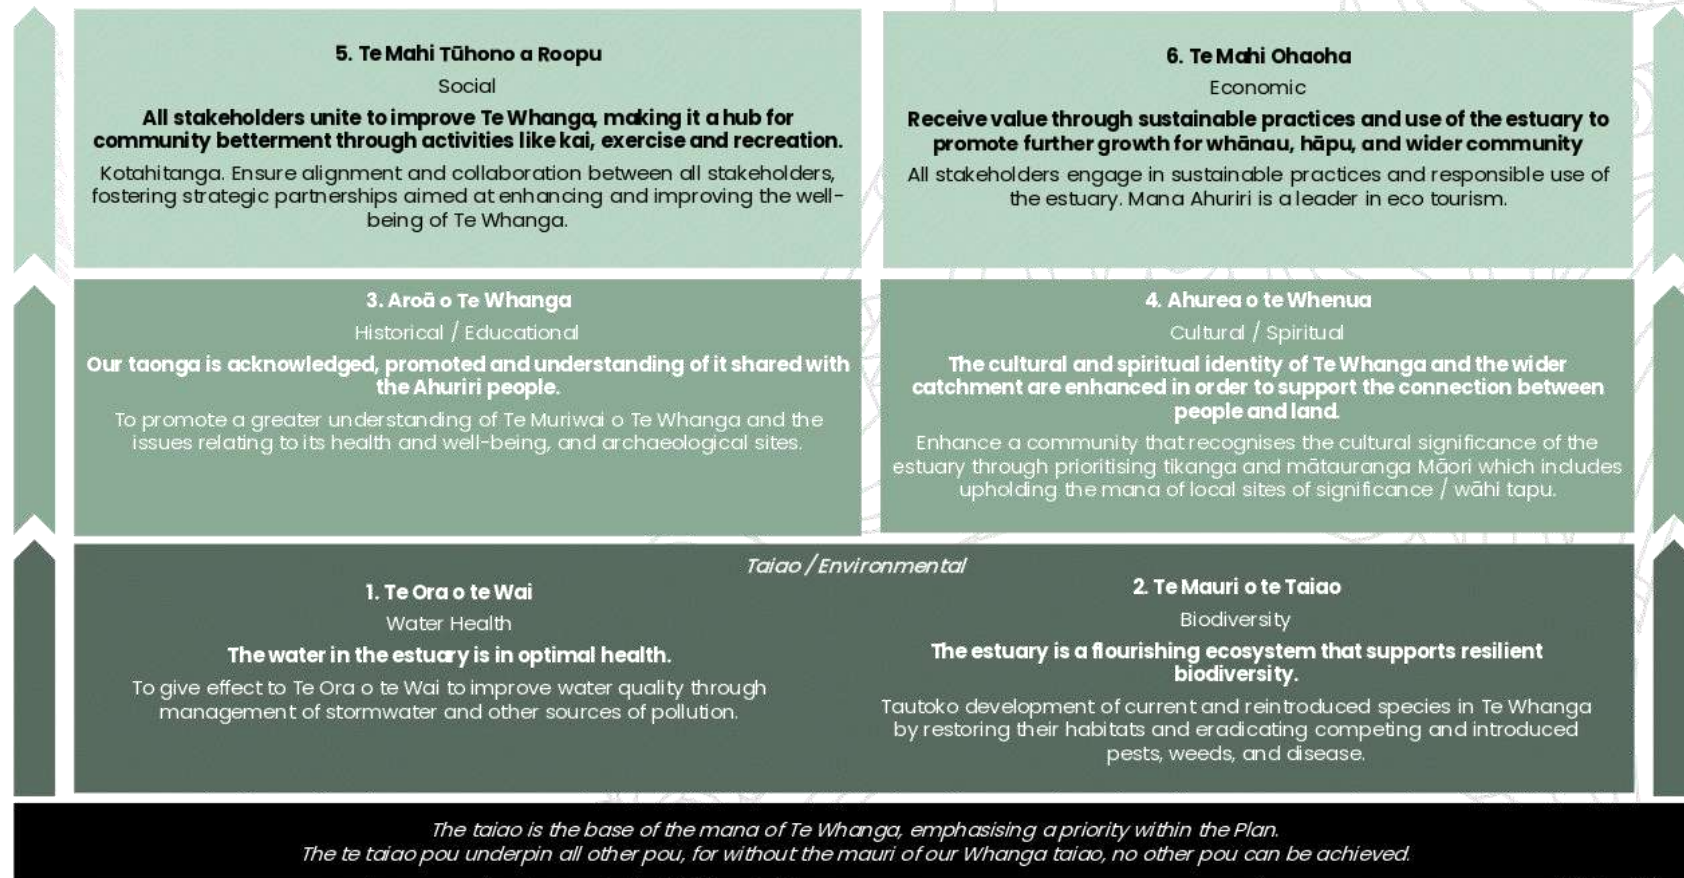 5. Te Mahi Tūhono a Roopu
Social
All stakeholders unite to improve Te Whanga, making it a hub for
community betterment through activities like kai, exercise and recreation.
Kotahitanga. Ensure alignment and collaboration between all stakeholders,
fostering strategic partnerships aimed at enhancing and improving the well-
being of Te Whanga.
6. Te Mahi Ohaoha
Economic
Receive value through sustainable practices and use of the estuary to
promote further growth for whānau, hāpu, and wider community
All stakeholders engage in sustainable practices and responsible use of
the estuary. Mana Ahuriri is a leader in eco tourism.
3. Aroā o Te Whanga
Historical / Educational
Our taonga is acknowledged, promoted and understanding of it shared with
the Ahuriri people.
To promote a greater understanding of Te Muriwai o Te Whanga and the
issues relating to its health and well-being, and archaeological sites.
4. Ahurea o te Whenua
Cultural / Spiritual
The cultural and spiritual identity of Te Whanga and the wider
catchment are enhanced in order to support the connection between
people and land.
Enhance a community that recognises the cultural significance of the
estuary through prioritising tikanga and mātauranga Māori which includes
upholding the mana of local sites of significance / wāhi tapu.
Taiao / Environmental
1. Te Ora o te Wai
Water Health
The water in the estuary is in optimal health.
To give effect to Te Ora o te Wai to improve water quality through
management of stormwater and other sources of pollution.
2. Te Mauri o te Taiao
Biodiversity
The estuary is a flourishing ecosystem that supports resilient
biodiversity.
Tautoko development of current and reintroduced species in Te Whanga
by restoring their habitats and eradicating competing and introduced
pests, weeds, and disease.
The taiao is the base of the mana of Te Whanga, emphasising a priority within the Plan.
The te taiao pou underpin all other pou, for without the mauri of our Whanga taiao, no other pou can be achieved.